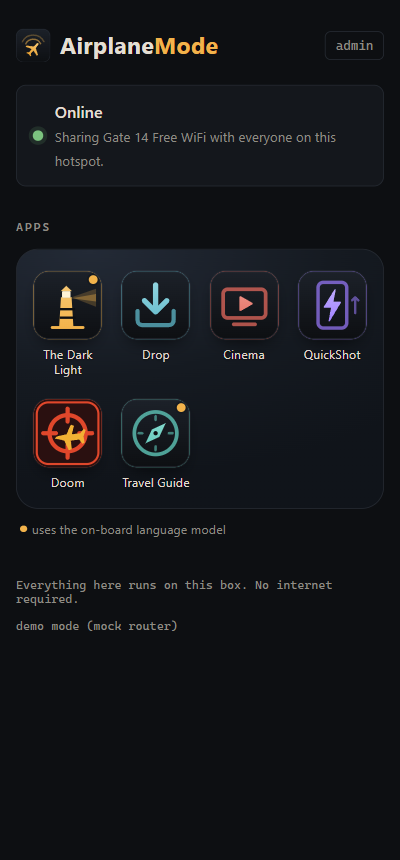 AirplaneMode
admin
Online
Sharing Gate 14 Free WiFi with everyone on this
hotspot.
APPS
The Dark
Light
Drop
Cinema
QuickShot
Doom
Travel Guide
uses the on-board language model
Everything here runs on this box. No internet
required.
demo mode (mock router)